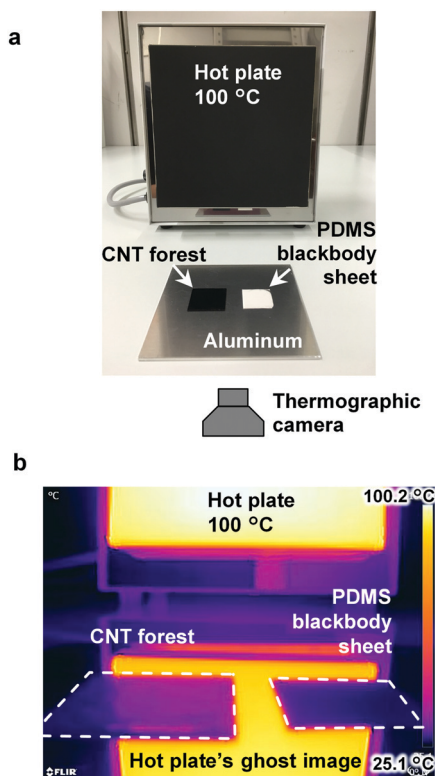 a
Hot plate
100 °C
CNT forest
PDMS
blackbody
sheet
Aluminum
Thermographic
camera
b
°C
Hot plate
100 °C
100.2 °C
CNT forest
PDMS
blackbody
sheet
Hot plate's ghost image
25.1 °C
FLIR